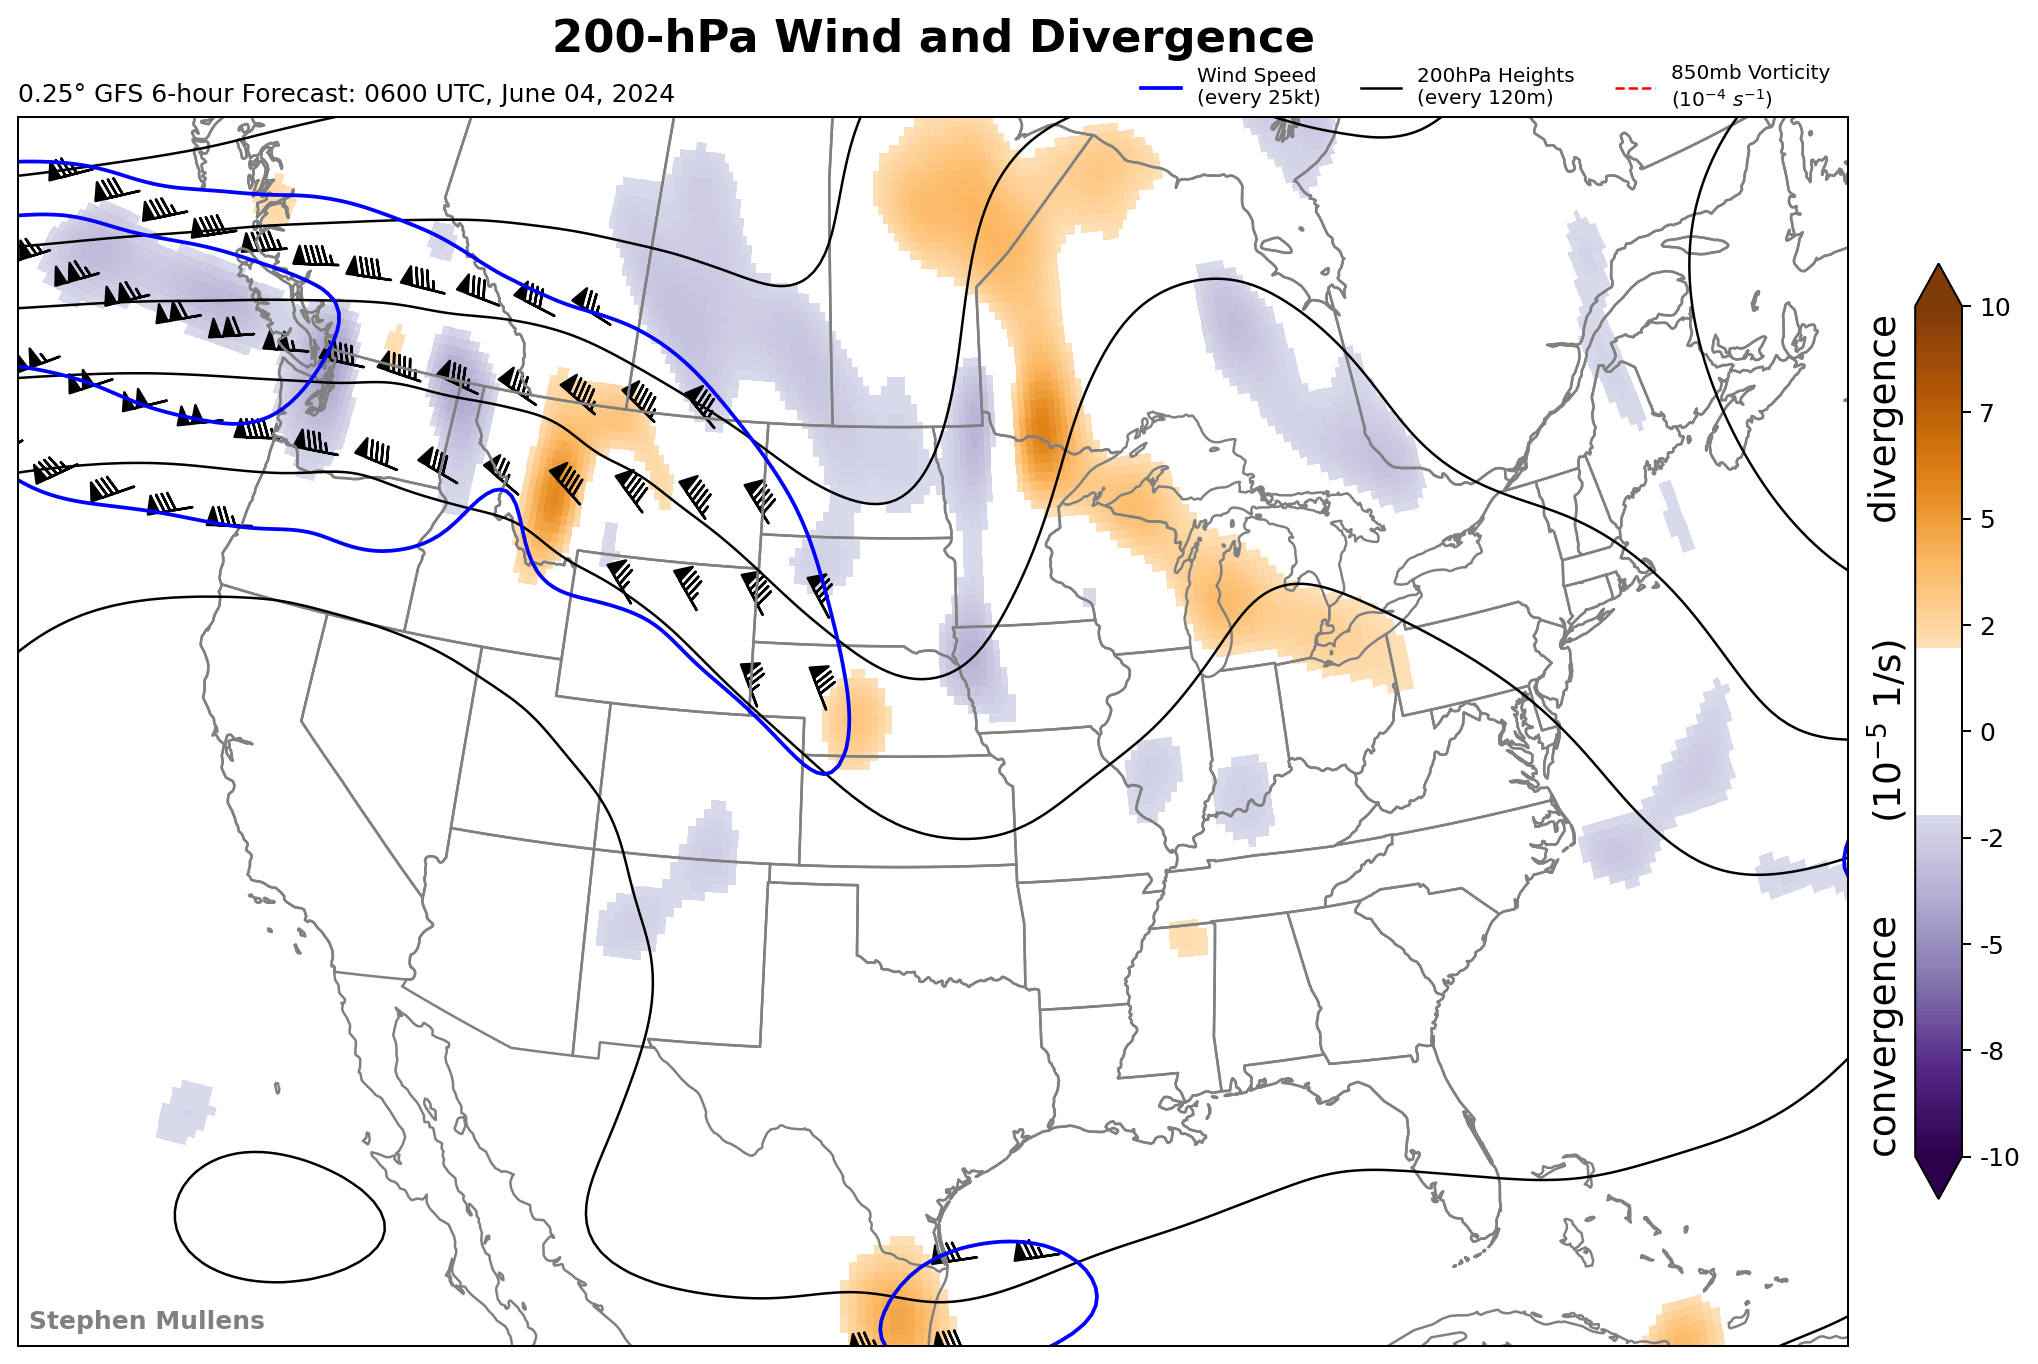 200-hPa Wind and Divergence
0.25° GFS 6-hour Forecast: 0600 UTC, June 04, 2024
Wind Speed
(every 25kt)
200hPa Heights
(every 120m)
850mb Vorticity
(10⁻⁴ s⁻¹)
10
7
5
2
0
-2
-5
-8
-10
convergence (10⁻⁵ 1/s) divergence
Stephen Mullens